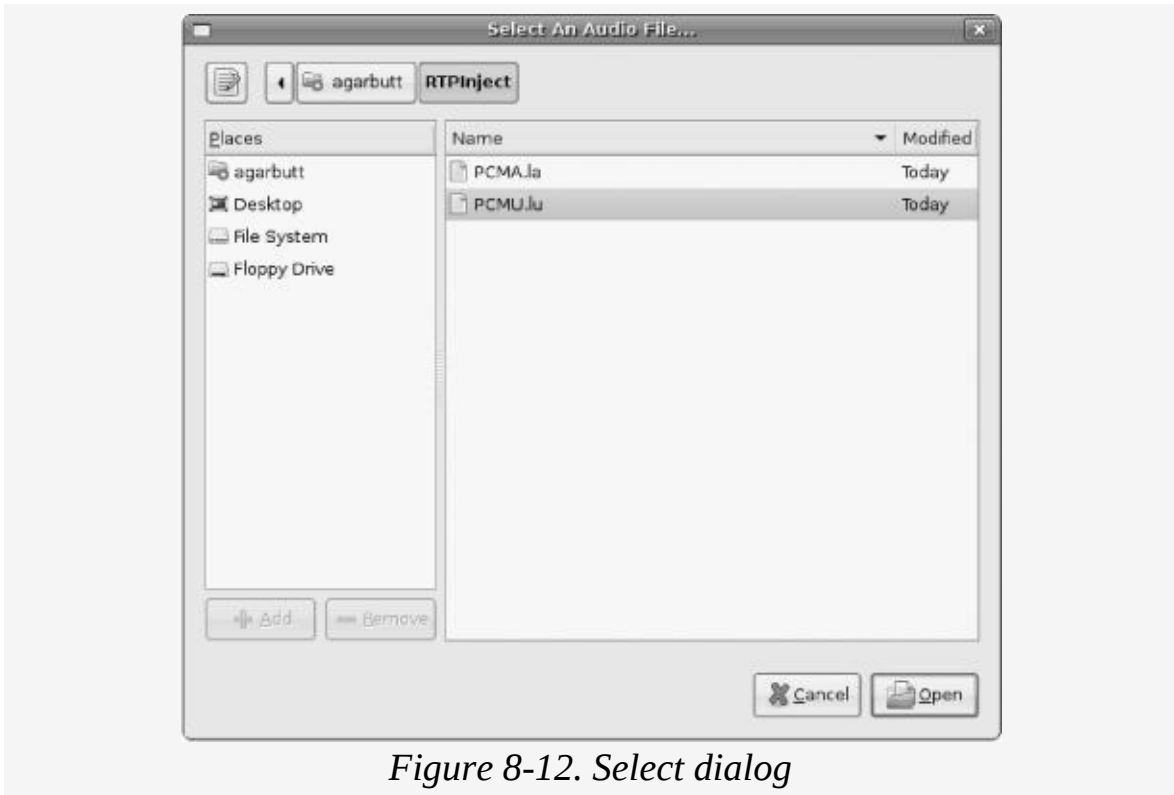 Select An Audio File...
agarbutt RTPInject
Places
agarbutt
Desktop
File System
Floppy Drive
Add Remove
Name Modified
PCMA.la Today
PCMU.lu Today
Cancel Open
Figure 8-12. Select dialog